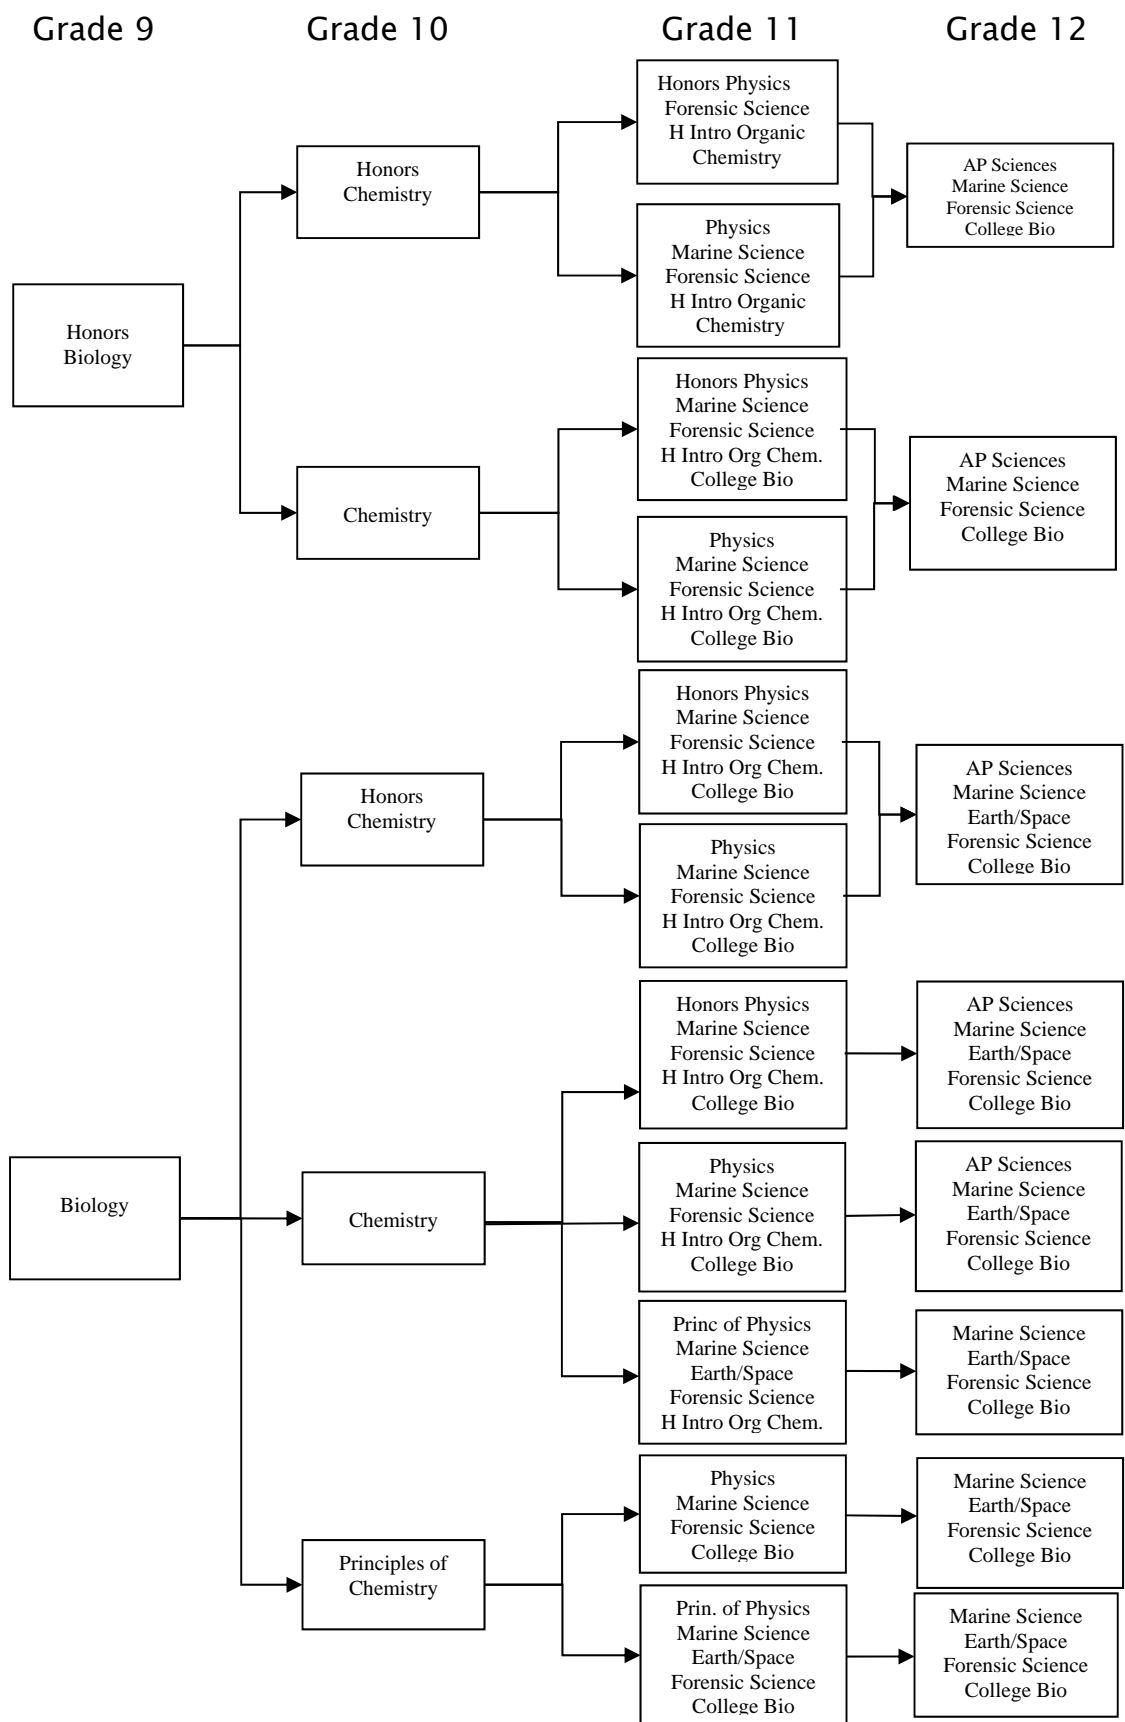 Grade 9
Grade 10
Grade 11
Grade 12
Honors
Biology
Honors
Chemistry
Honors Physics
Forensic Science
H Intro Organic
Chemistry
Physics
Marine Science
Forensic Science
H Intro Organic
Chemistry
AP Sciences
Marine Science
Forensic Science
College Bio
Chemistry
Honors Physics
Marine Science
Forensic Science
H Intro Org Chem.
College Bio
Physics
Marine Science
Forensic Science
H Intro Org Chem.
College Bio
AP Sciences
Marine Science
Forensic Science
College Bio
Biology
Honors
Chemistry
Honors Physics
Marine Science
Forensic Science
H Intro Org Chem.
College Bio
Physics
Marine Science
Forensic Science
H Intro Org Chem.
College Bio
AP Sciences
Marine Science
Earth/Space
Forensic Science
College Bio
Chemistry
Honors Physics
Marine Science
Forensic Science
H Intro Org Chem.
College Bio
AP Sciences
Marine Science
Earth/Space
Forensic Science
College Bio
Physics
Marine Science
Forensic Science
H Intro Org Chem.
College Bio
AP Sciences
Marine Science
Earth/Space
Forensic Science
College Bio
Princ of Physics
Marine Science
Earth/Space
Forensic Science
H Intro Org Chem.
Marine Science
Earth/Space
Forensic Science
College Bio
Principles of
Chemistry
Physics
Marine Science
Forensic Science
College Bio
Marine Science
Earth/Space
Forensic Science
College Bio
Prin. of Physics
Marine Science
Earth/Space
Forensic Science
College Bio
Marine Science
Earth/Space
Forensic Science
College Bio